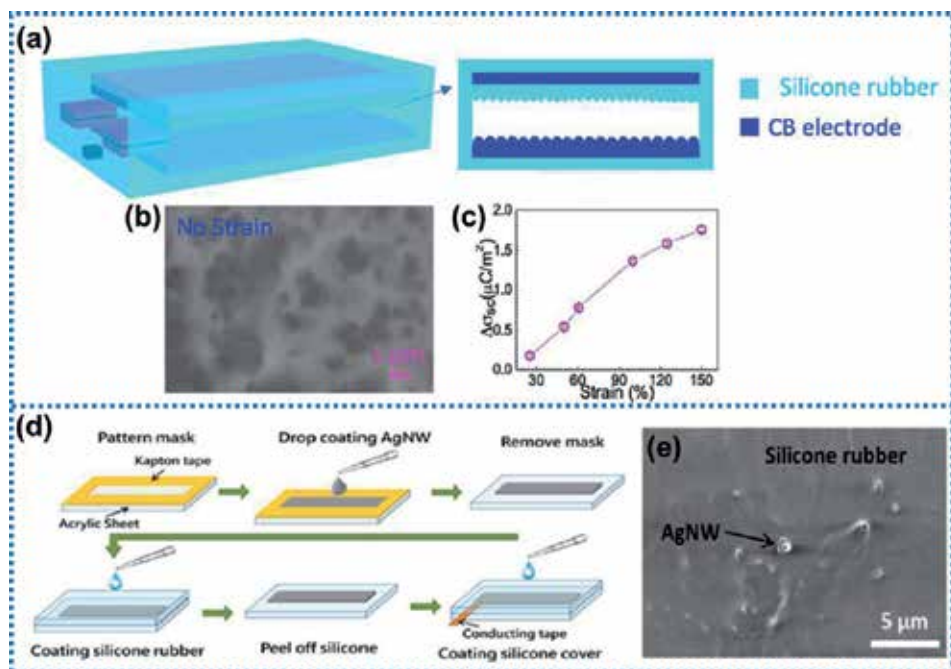 (a)
Silicone rubber
CB electrode
(b)
No Strain
(c)
Δσsc(μC/m²)
2.0
1.5
1.0
0.5
0.0
30 60 90 120 150
Strain (%)
(d)
Pattern mask
Kapton tape
Acrylic Sheet
Drop coating AgNW
Remove mask
Coating silicone rubber
Peel off silicone
Conducting tape
Coating silicone cover
(e)
Silicone rubber
AgNW
5 μm